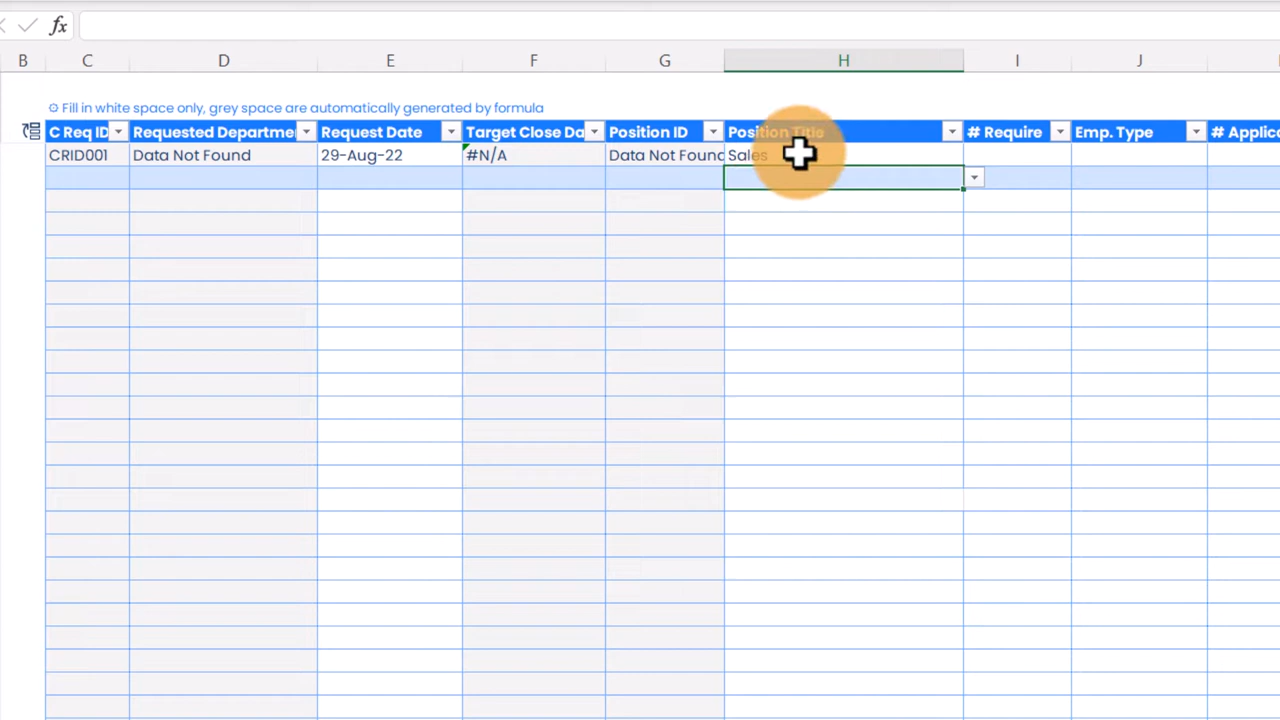 fx
B C D E F G H I J
Fill in white space only, grey space are automatically generated by formula
C Req ID Requested Departme Request Date Target Close Da Position ID Position Title # Require Emp. Type # Applic
CRID001 Data Not Found 29-Aug-22 #N/A Data Not Found Sales